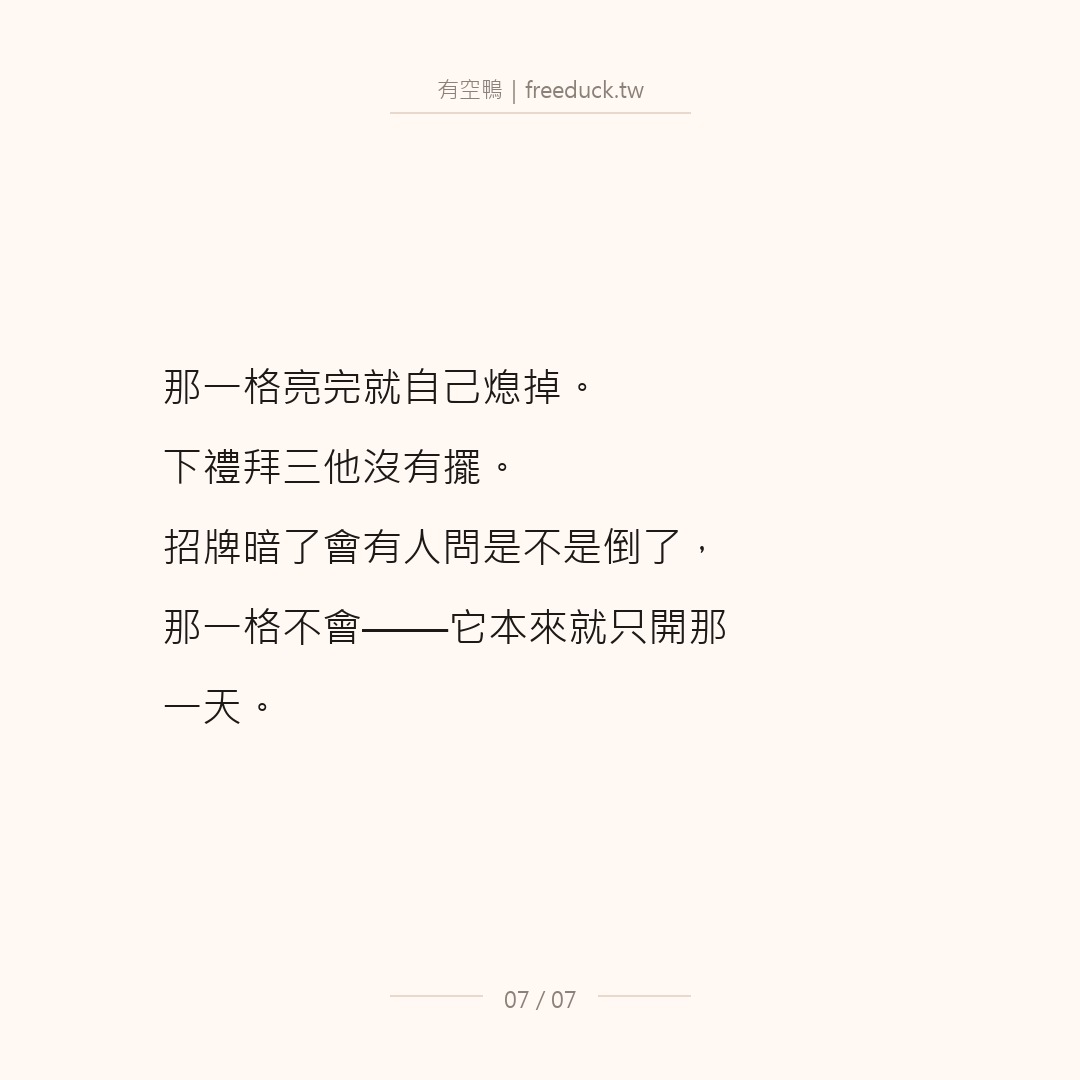 有空鴨｜freeduck.tw
那一格亮完就自己熄掉。
下禮拜三他沒有擺。
招牌暗了會有人問是不是倒了，
那一格不會——它本來就只開那
一天。
07 / 07